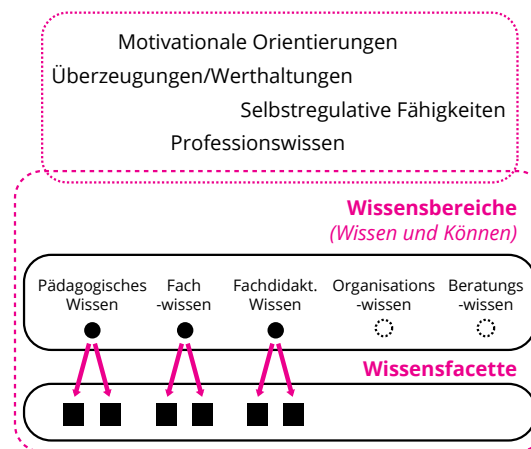 Motivationale Orientierungen
Überzeugungen/Werthaltungen
Selbstregulative Fähigkeiten
Professionswissen
Wissensbereiche
(Wissen und Können)
Pädagogisches
Wissen
Fach
-wissen
Fachdidakt.
Wissen
Organisations
-wissen
Beratungs
-wissen
Wissensfacette